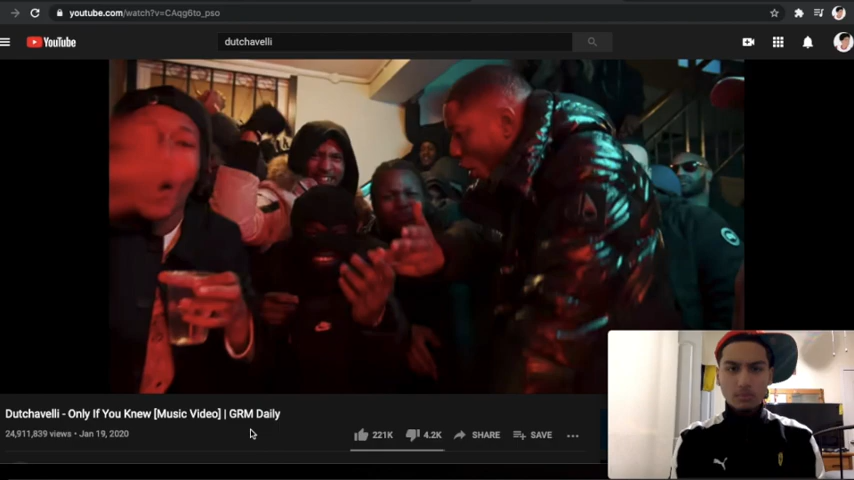 youtube.com/watch?v=CAqg6to_pso
YouTube
dutchavelli
Dutchavelli - Only If You Knew [Music Video] | GRM Daily
24,911,839 views • Jan 19, 2020
221K
4.2K
SHARE
SAVE